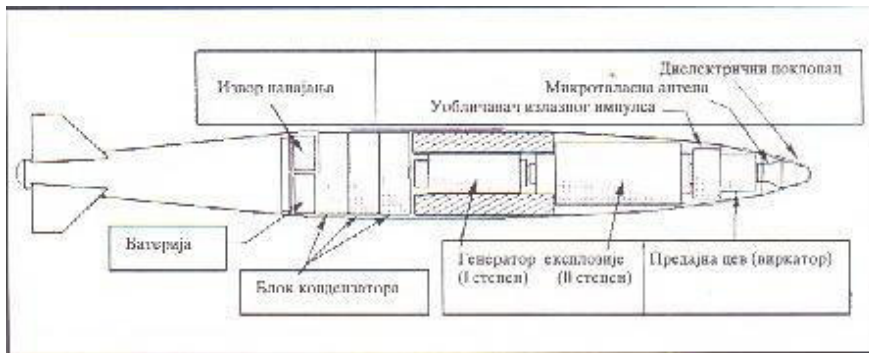 Диелектрични поклопац
Микроталасна антена
Извор напајања
Уобличавач излазног импулса
Батерија
Генератор експлозије
(I степен) (II степен)
Предајна цев (виркатор)
Блок кондензатора